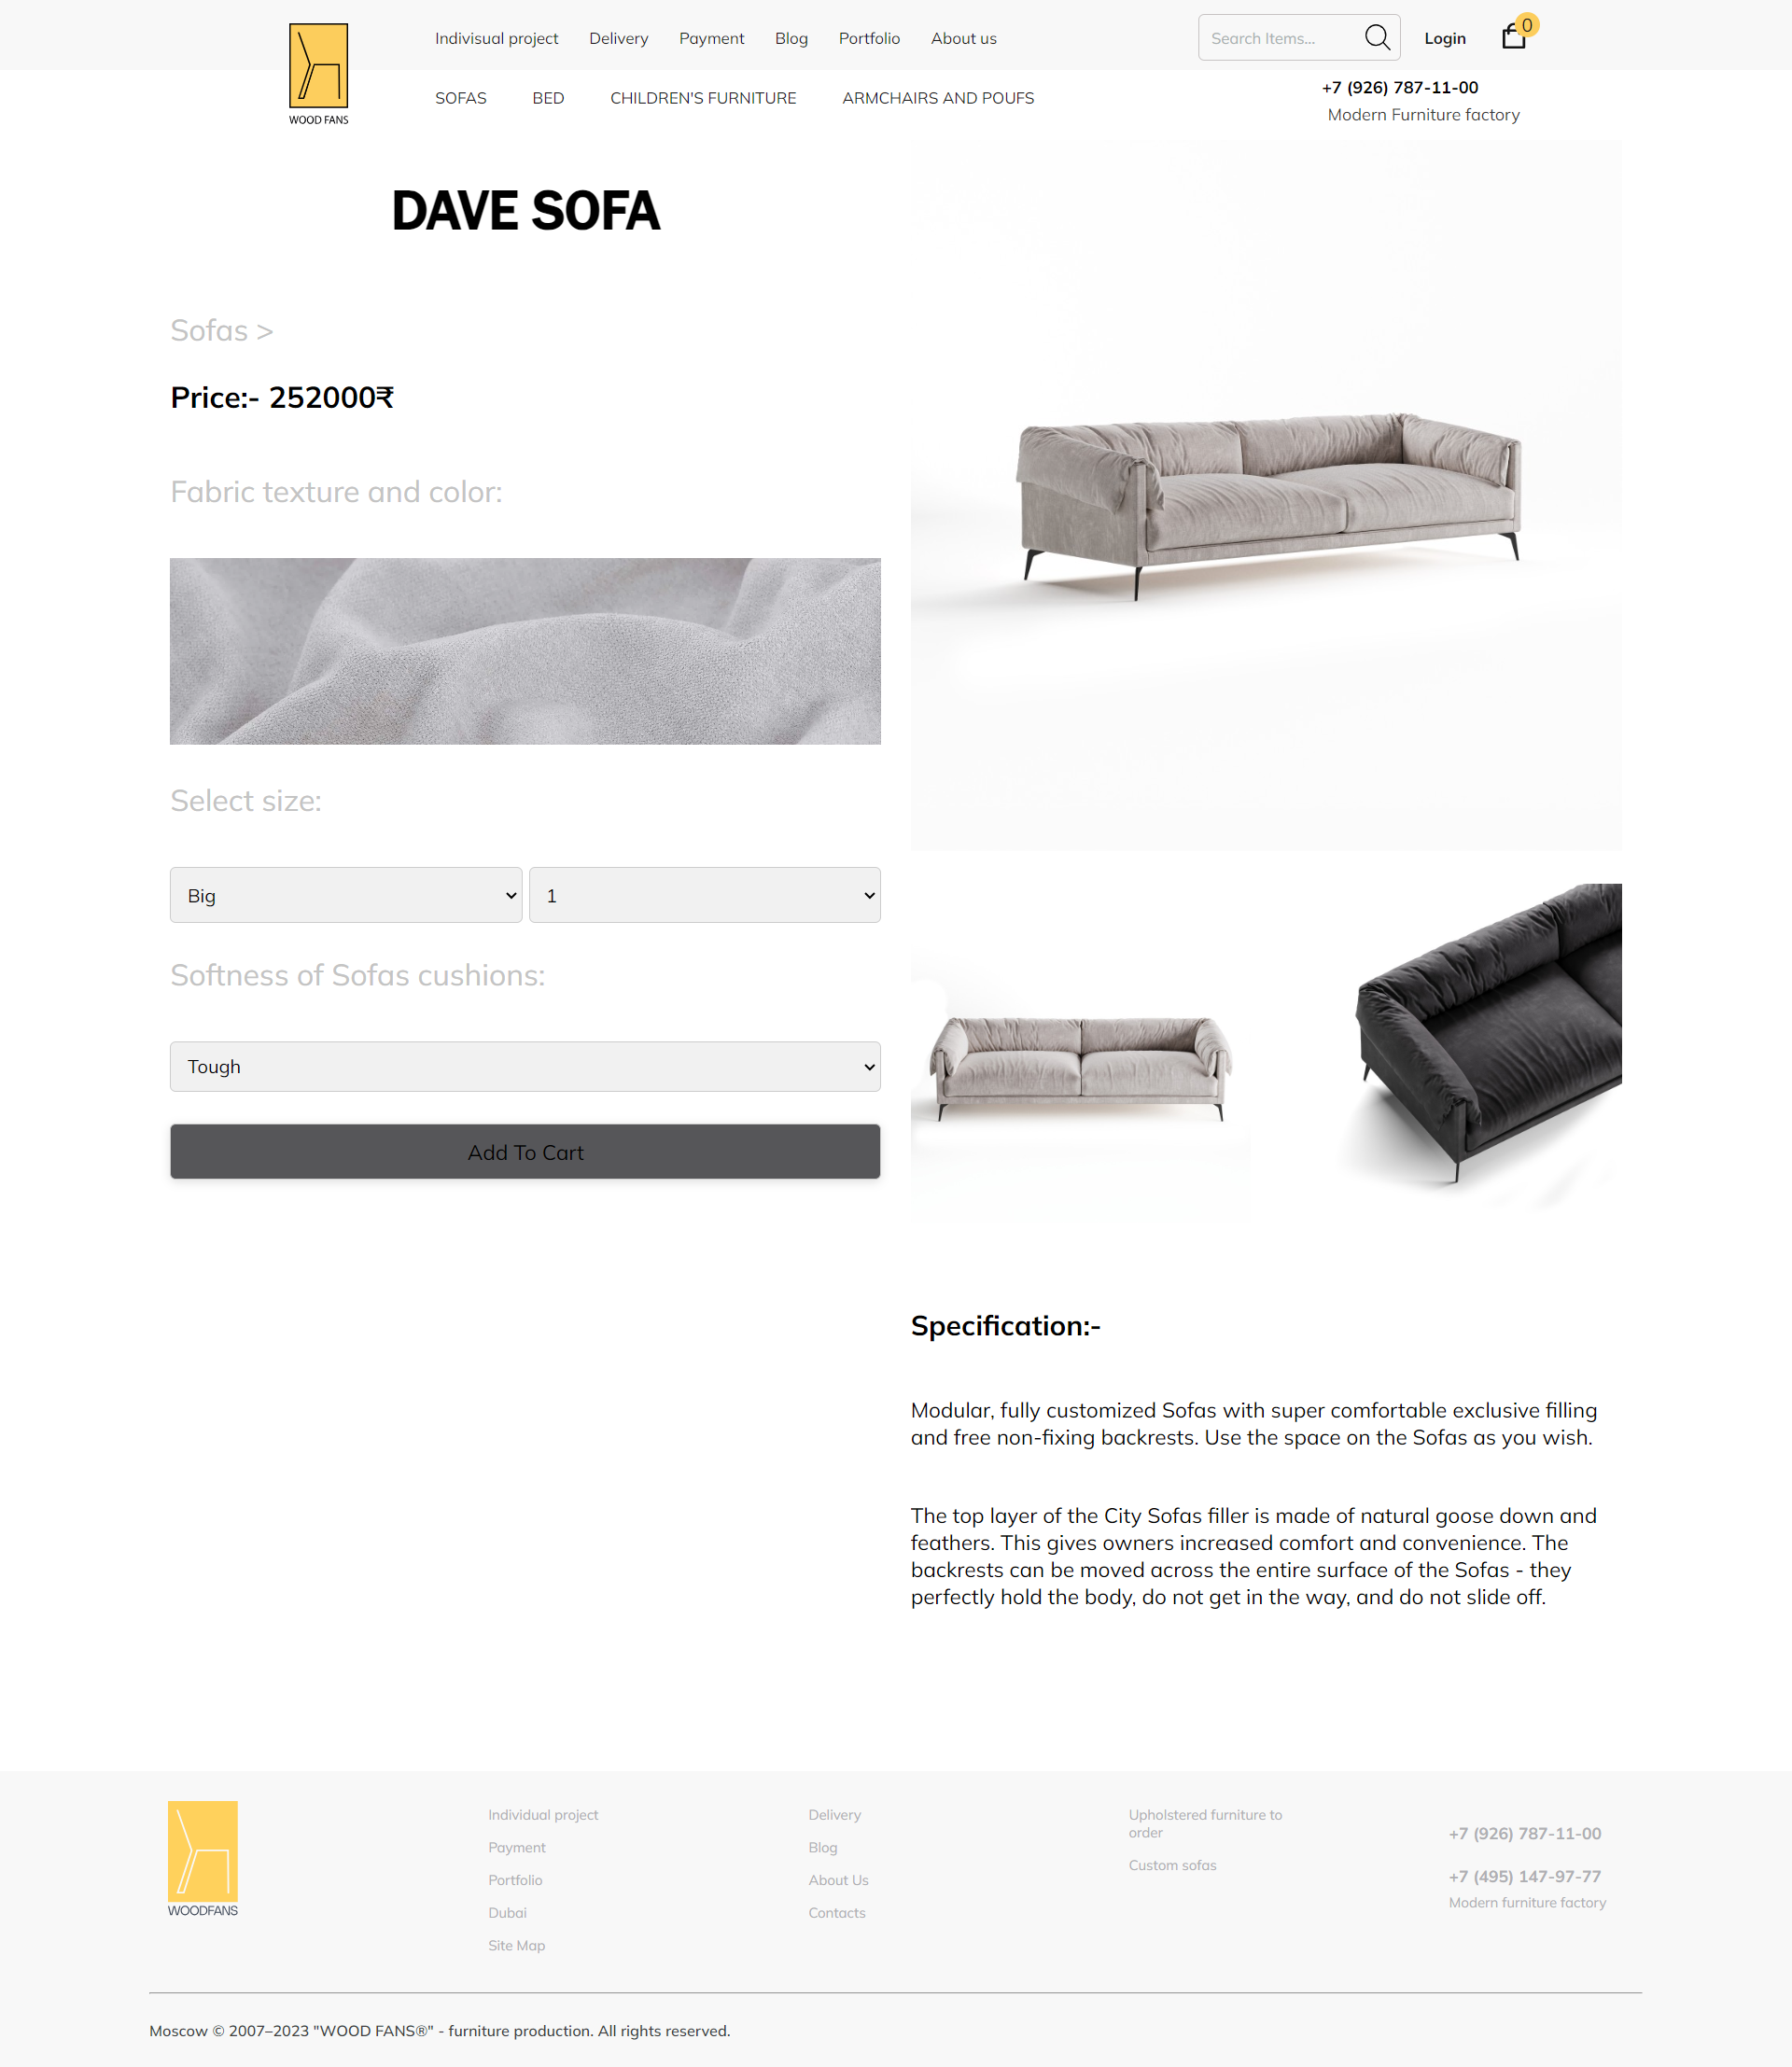 Indivisual project Delivery Payment Blog Portfolio About us Search Items... Login 0
WOOD FANS
SOFAS BED CHILDREN'S FURNITURE ARMCHAIRS AND POUFS
+7 (926) 787-11-00
Modern Furniture factory
DAVE SOFA
Sofas >
Price:- 252000₹
Fabric texture and color:
Select size:
Big 1
Softness of Sofas cushions:
Tough
Add To Cart
Specification:-
Modular, fully customized Sofas with super comfortable exclusive filling
and free non-fixing backrests. Use the space on the Sofas as you wish.
The top layer of the City Sofas filler is made of natural goose down and
feathers. This gives owners increased comfort and convenience. The
backrests can be moved across the entire surface of the Sofas - they
perfectly hold the body, do not get in the way, and do not slide off.
WOODFANS
Individual project
Payment
Portfolio
Dubai
Site Map
Delivery
Blog
About Us
Contacts
Upholstered furniture to
order
Custom sofas
+7 (926) 787-11-00
+7 (495) 147-97-77
Modern furniture factory
Moscow © 2007–2023 "WOOD FANS®" - furniture production. All rights reserved.